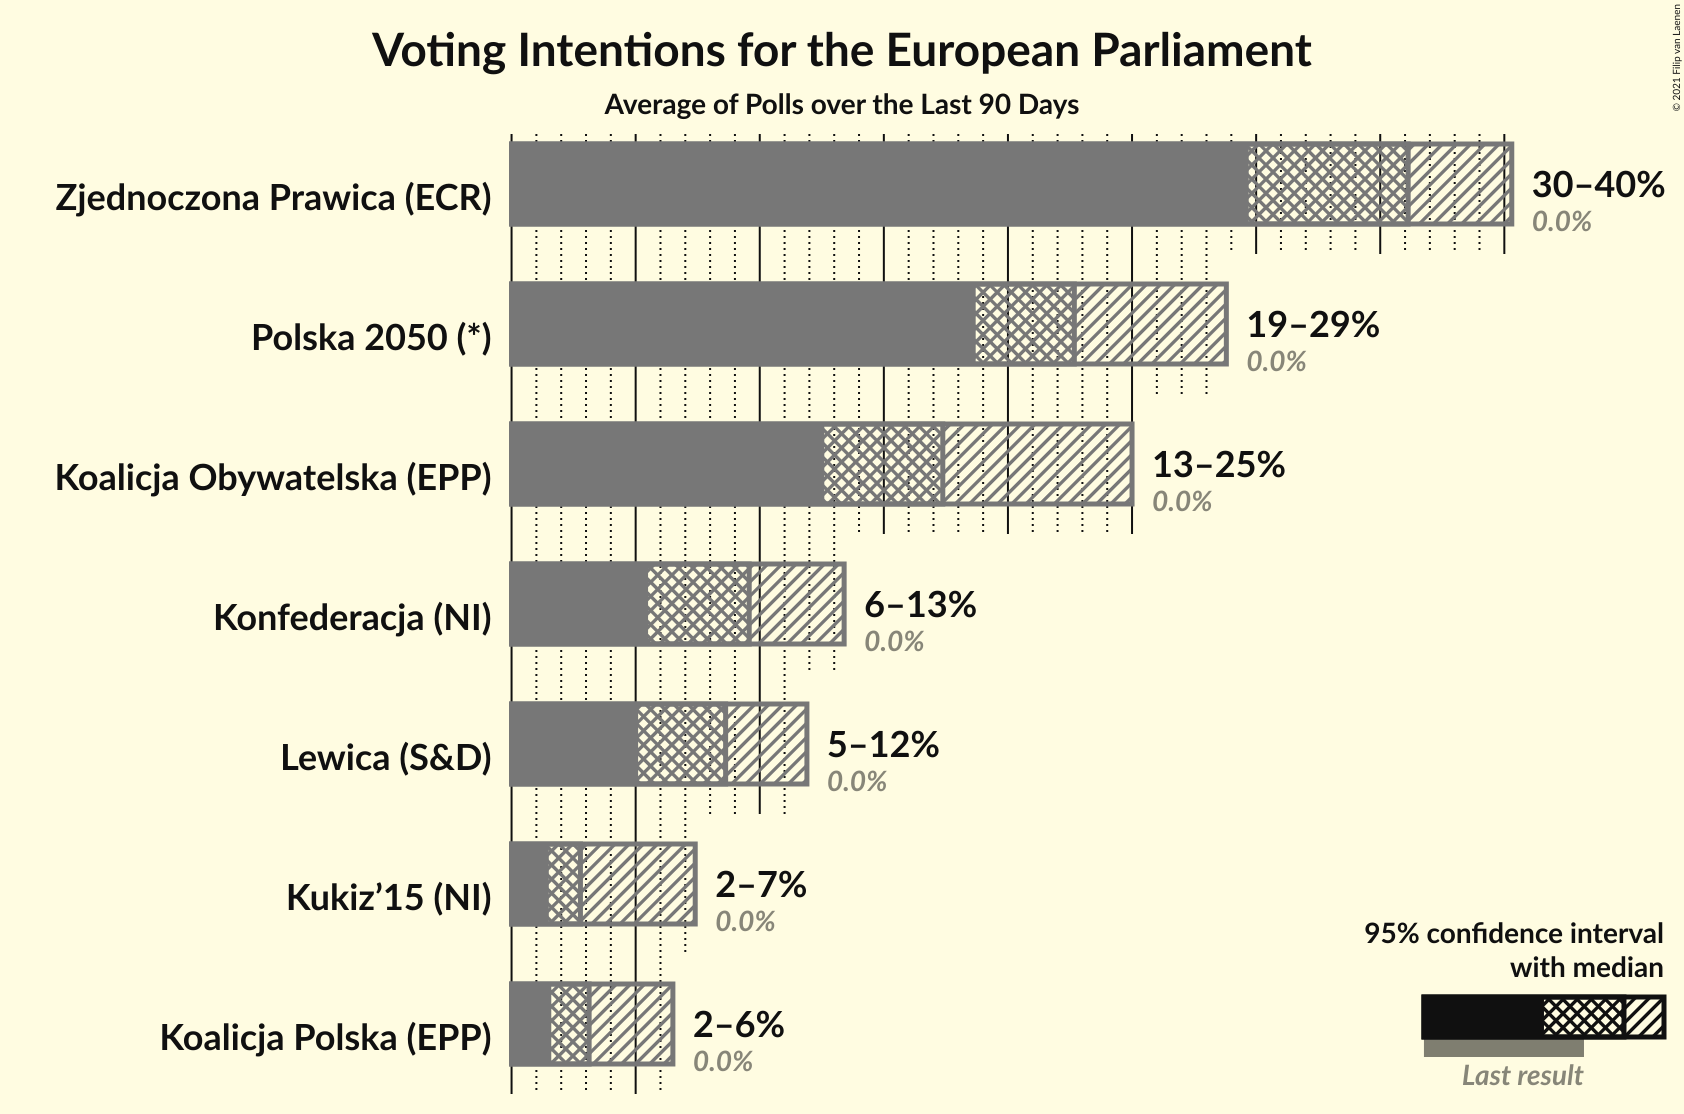 Voting Intentions for the European Parliament
Average of Polls over the Last 90 Days
© 2021 Filip van Laenen
Zjednoczona Prawica (ECR)
30–40%
0.0%
Polska 2050 (*)
19–29%
0.0%
Koalicja Obywatelska (EPP)
13–25%
0.0%
Konfederacja (NI)
6–13%
0.0%
Lewica (S&D)
5–12%
0.0%
Kukiz’15 (NI)
2–7%
0.0%
Koalicja Polska (EPP)
2–6%
0.0%
95% confidence interval
with median
Last result